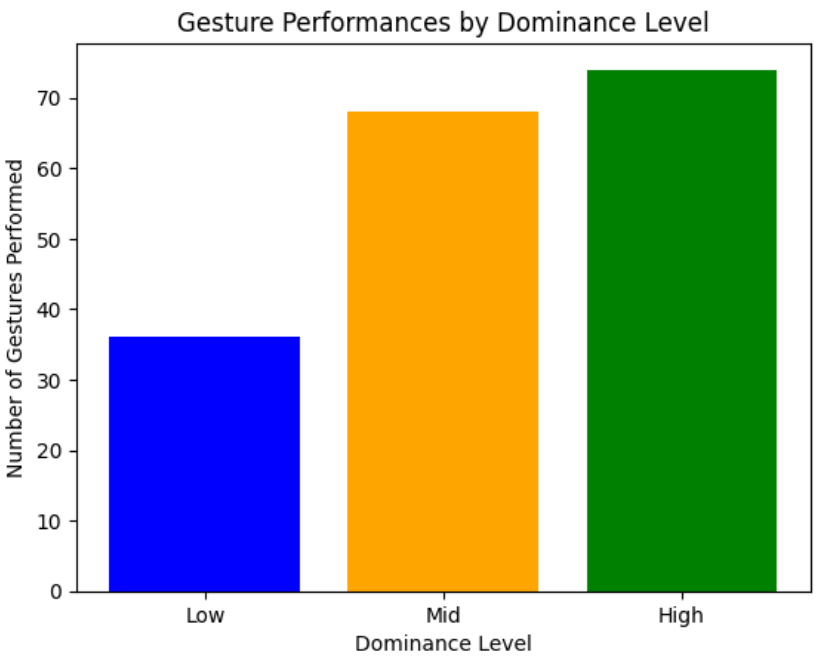 Gesture Performances by Dominance Level
Number of Gestures Performed
70
60
50
40
30
20
10
0
Low Mid High
Dominance Level